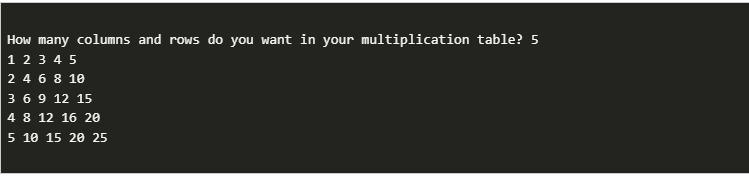 How many columns and rows do you want in your multiplication table? 5
1 2 3 4 5
2 4 6 8 10
3 6 9 12 15
4 8 12 16 20
5 10 15 20 25